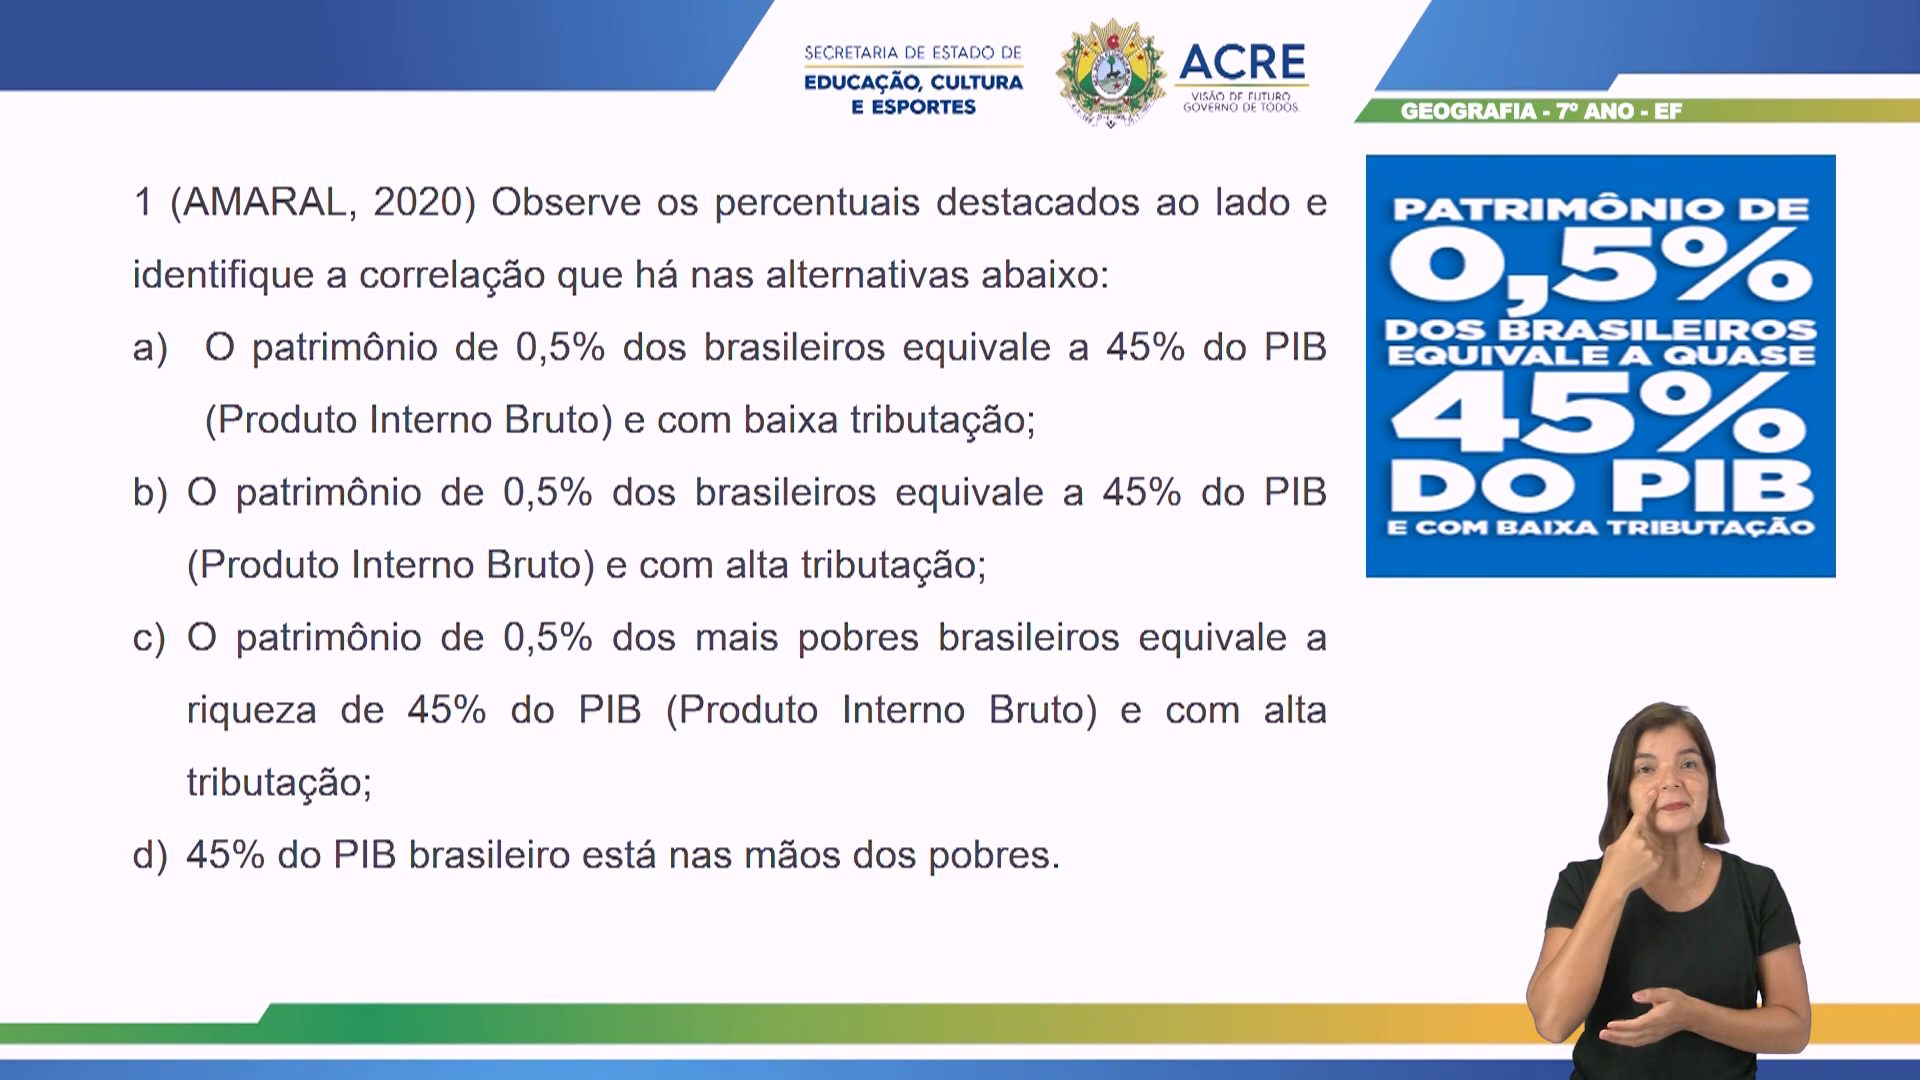 SECRETARIA DE ESTADO DE
EDUCAÇÃO, CULTURA
E ESPORTES
ACRE
VISÃO DE FUTURO
GOVERNO DE TODOS
GEOGRAFIA - 7º ANO - EF
1 (AMARAL, 2020) Observe os percentuais destacados ao lado e
identifique a correlação que há nas alternativas abaixo:
a) O patrimônio de 0,5% dos brasileiros equivale a 45% do PIB
(Produto Interno Bruto) e com baixa tributação;
b) O patrimônio de 0,5% dos brasileiros equivale a 45% do PIB
(Produto Interno Bruto) e com alta tributação;
c) O patrimônio de 0,5% dos mais pobres brasileiros equivale a
riqueza de 45% do PIB (Produto Interno Bruto) e com alta
tributação;
d) 45% do PIB brasileiro está nas mãos dos pobres.
PATRIMÔNIO DE
0,5%
DOS BRASILEIROS
EQUIVALE A QUASE
45%
DO PIB
E COM BAIXA TRIBUTAÇÃO